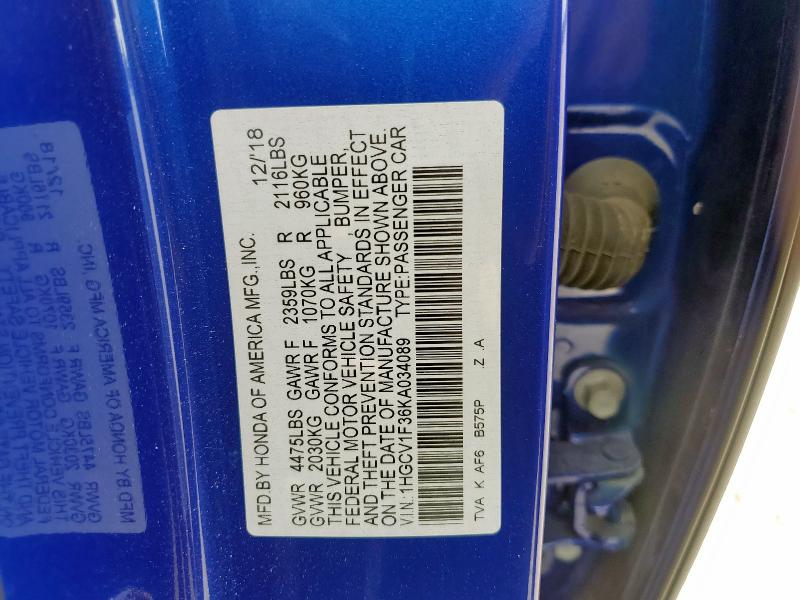 MFD.BY HONDA OF AMERICA MFG.,INC. 12/'18
GVWR 4475LBS GAWR F 2359LBS R 2116LBS
GVWR 2030KG GAWR F 1070KG R 960KG
THIS VEHICLE CONFORMS TO ALL APPLICABLE
FEDERAL MOTOR VEHICLE SAFETY BUMPER,
AND THEFT PREVENTION STANDARDS IN EFFECT
ON THE DATE OF MANUFACTURE SHOWN ABOVE.
V.I.N.:1HGCV1F36KA034089 TYPE:PASSENGER CAR
TVA K AF6 B575P .Z .A